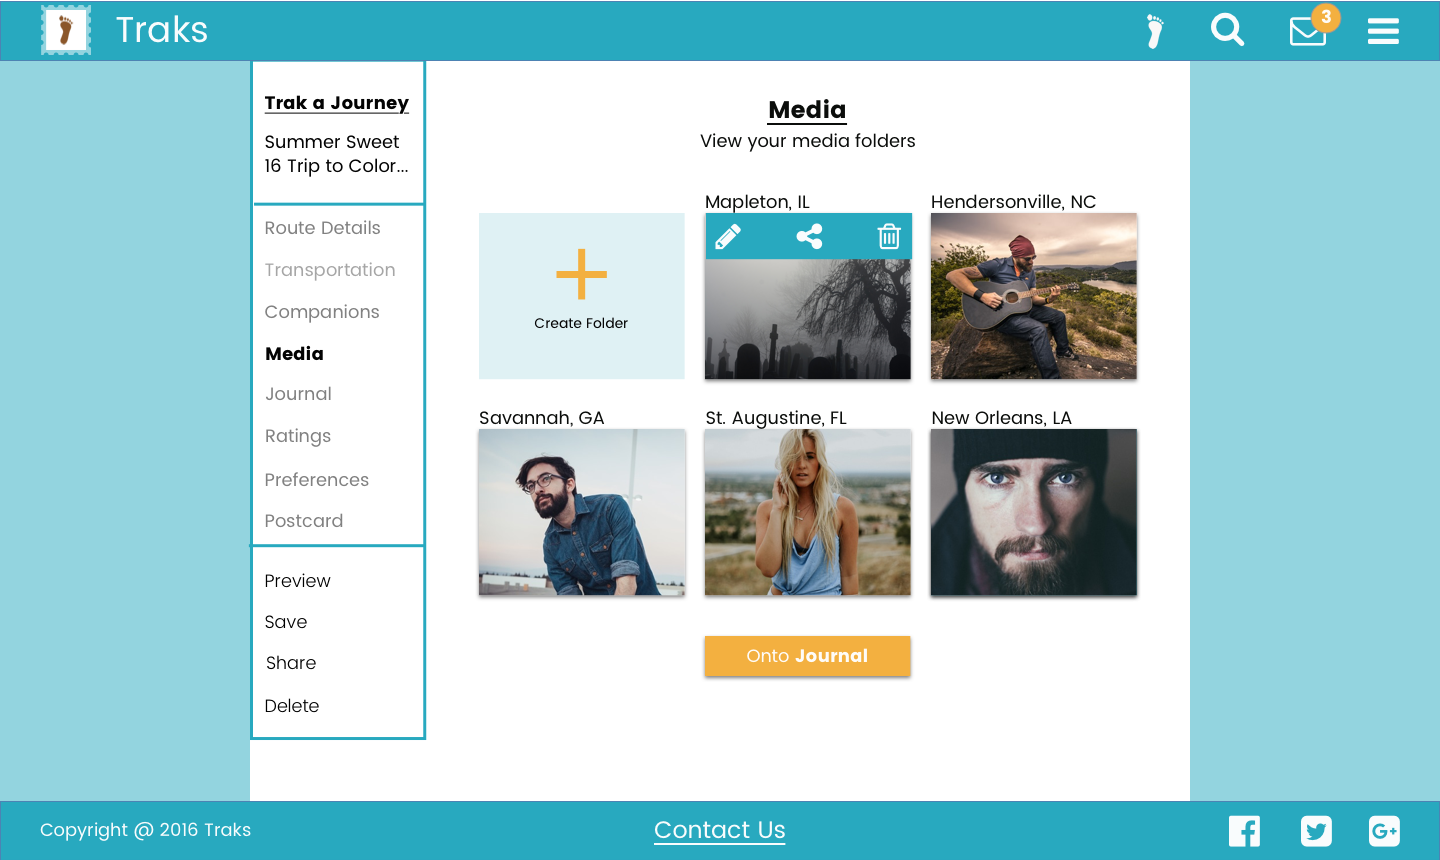 Traks
3
Trak a Journey
Summer Sweet
16 Trip to Color...
Route Details
Transportation
Companions
Media
Journal
Ratings
Preferences
Postcard
Preview
Save
Share
Delete
Media
View your media folders
Create Folder
Mapleton, IL
Hendersonville, NC
Savannah, GA
St. Augustine, FL
New Orleans, LA
Onto Journal
Copyright @ 2016 Traks
Contact Us
G+